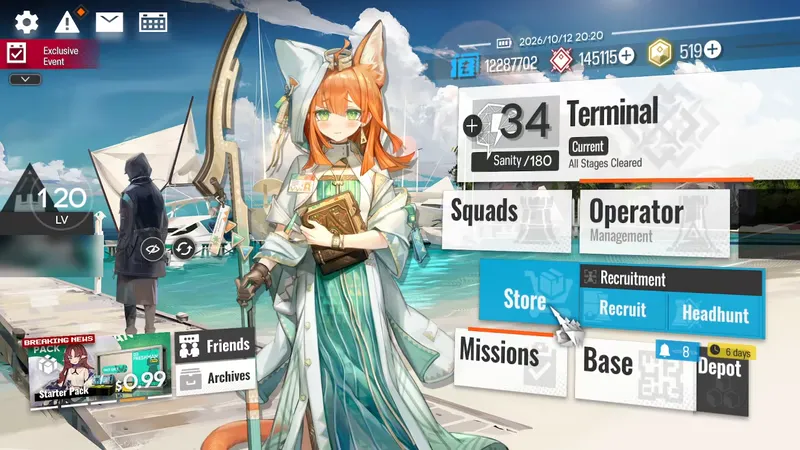 Exclusive
Event
2026/10/12 20:20
12287702
145115
519
34
Sanity /180
Terminal
Current
All Stages Cleared
120
LV
Squads
Operator
Management
Store
Recruitment
Recruit
Headhunt
Missions
Base
8
6 days
Depot
BREAKING NEWS
PACK
Starter Pack
$0.99
Friends
Archives